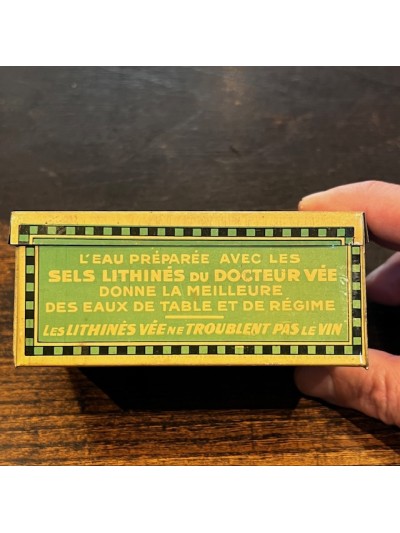 L'EAU PRÉPARÉE AVEC LES
SELS LITHINÉS DU DOCTEUR VÉE
DONNE LA MEILLEURE
DES EAUX DE TABLE ET DE RÉGIME
LES LITHINÉS VÉE NE TROUBLENT PAS LE VIN